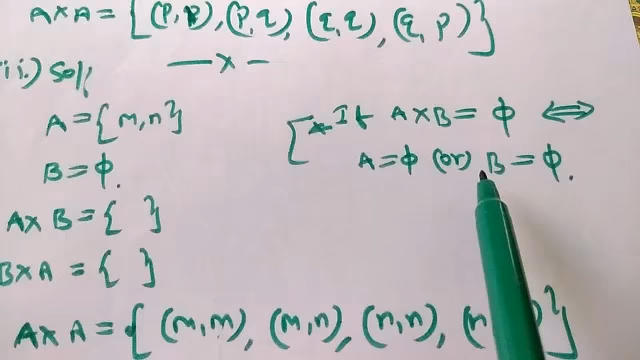 A×A = {(p,p), (p,q), (q,q), (q,p)}
ii.) Sol:
— x —
A = {m,n}
B = ϕ.
A×B = { }
B×A = { }
A×A = {(m,m), (m,n), (n,n), (n )}
* If A×B = ϕ ⇔
A = ϕ (or) B = ϕ.